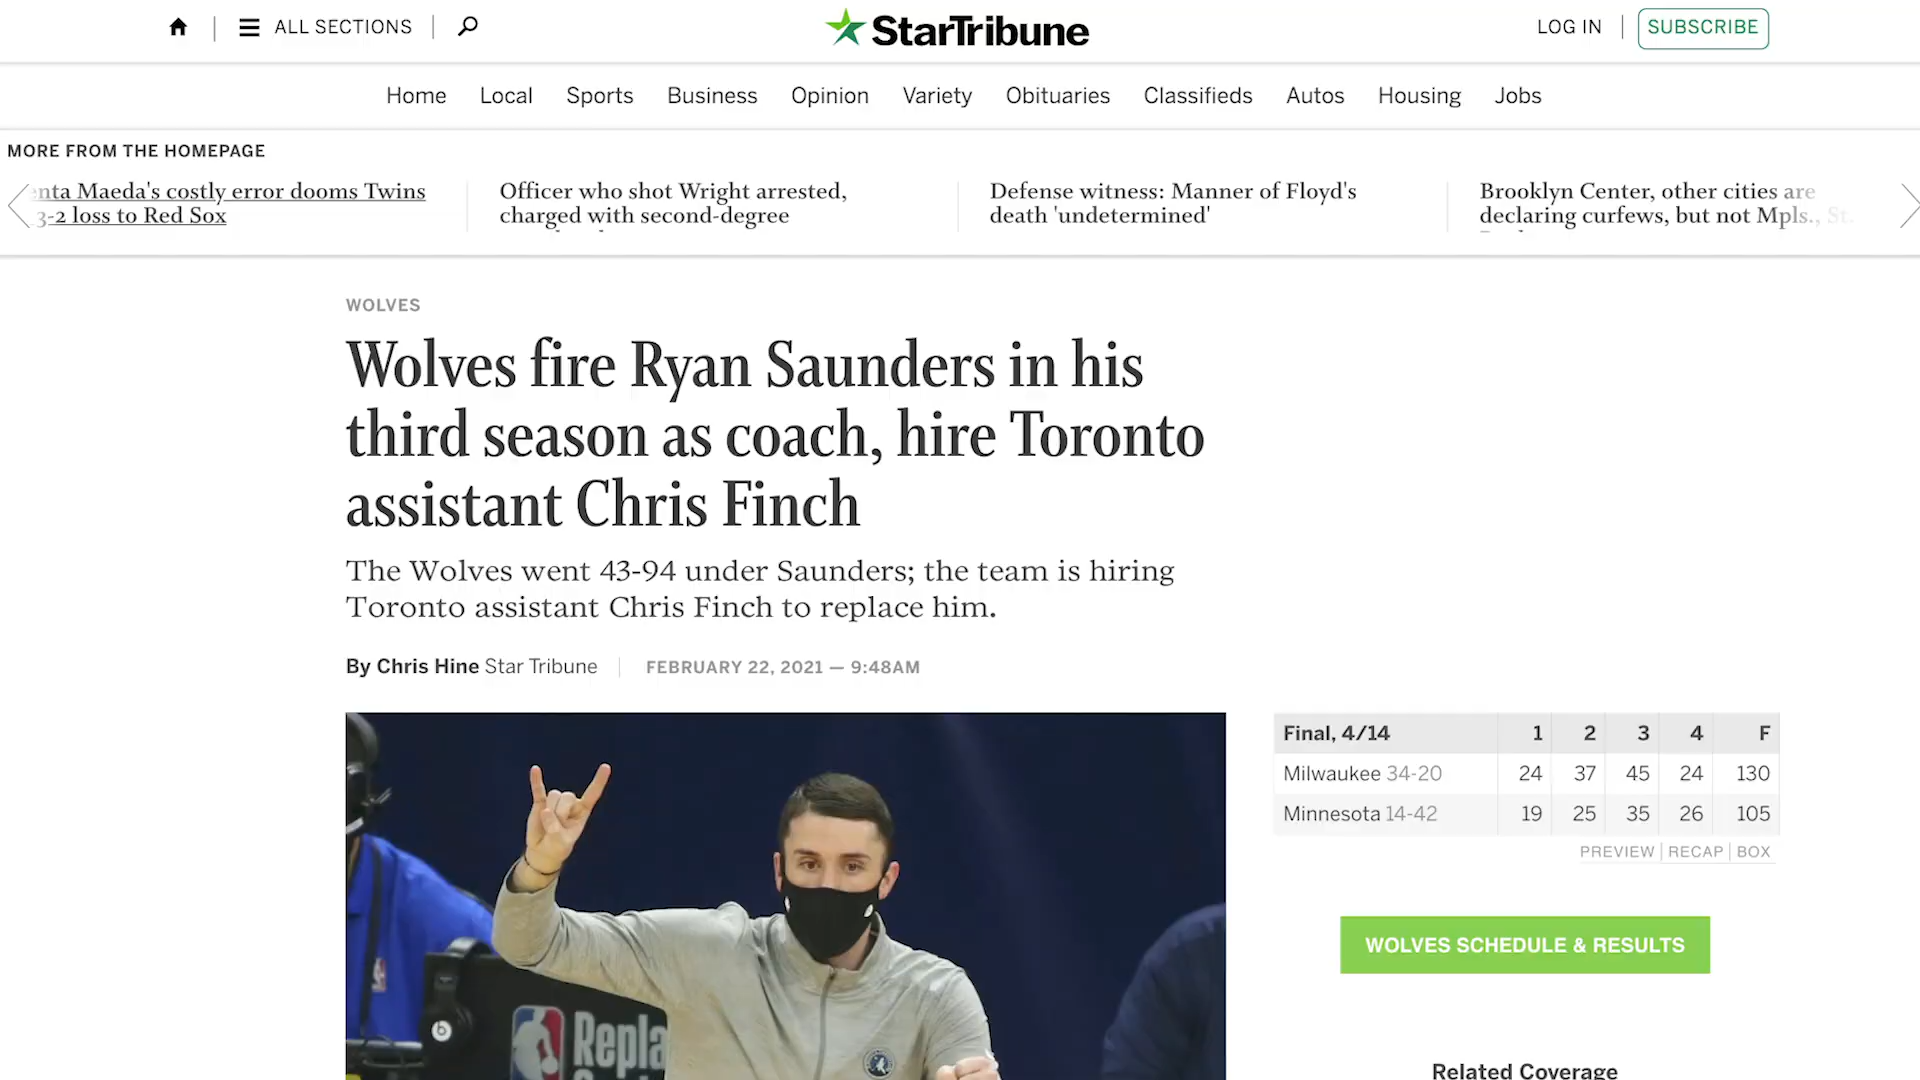 ALL SECTIONS
StarTribune
LOG IN
SUBSCRIBE
Home Local Sports Business Opinion Variety Obituaries Classifieds Autos Housing Jobs
MORE FROM THE HOMEPAGE
Maeda's costly error dooms Twins
3-2 loss to Red Sox
Officer who shot Wright arrested,
charged with second-degree
Defense witness: Manner of Floyd's
death 'undetermined'
Brooklyn Center, other cities are
declaring curfews, but not Mpls., St.
WOLVES
Wolves fire Ryan Saunders in his
third season as coach, hire Toronto
assistant Chris Finch
The Wolves went 43-94 under Saunders; the team is hiring
Toronto assistant Chris Finch to replace him.
By Chris Hine Star Tribune
FEBRUARY 22, 2021 — 9:48AM
Final, 4/14 1 2 3 4 F
Milwaukee 34-20 24 37 45 24 130
Minnesota 14-42 19 25 35 26 105
PREVIEW | RECAP | BOX
WOLVES SCHEDULE & RESULTS
Related Coverage
NBA
Repla